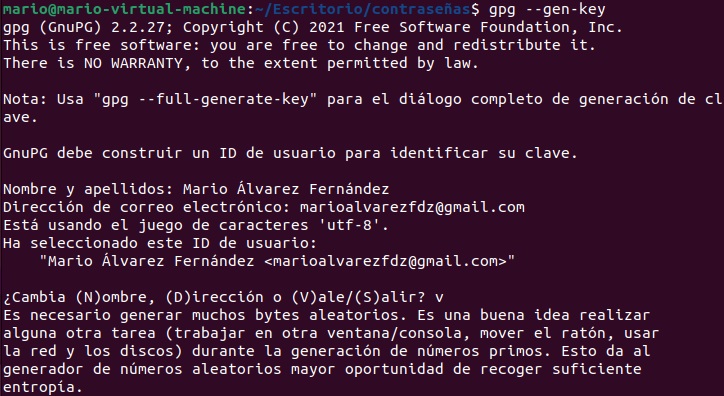 mario@mario-virtual-machine:~/Escritorio/contraseñas$ gpg --gen-key
gpg (GnuPG) 2.2.27; Copyright (C) 2021 Free Software Foundation, Inc.
This is free software: you are free to change and redistribute it.
There is NO WARRANTY, to the extent permitted by law.

Nota: Usa "gpg --full-generate-key" para el diálogo completo de generación de cl
ave.

GnuPG debe construir un ID de usuario para identificar su clave.

Nombre y apellidos: Mario Álvarez Fernández
Dirección de correo electrónico: marioalvarezfdz@gmail.com
Está usando el juego de caracteres 'utf-8'.
Ha seleccionado este ID de usuario:
    "Mario Álvarez Fernández <marioalvarezfdz@gmail.com>"

¿Cambia (N)ombre, (D)irección o (V)ale/(S)alir? v
Es necesario generar muchos bytes aleatorios. Es una buena idea realizar
alguna otra tarea (trabajar en otra ventana/consola, mover el ratón, usar
la red y los discos) durante la generación de números primos. Esto da al
generador de números aleatorios mayor oportunidad de recoger suficiente
entropía.